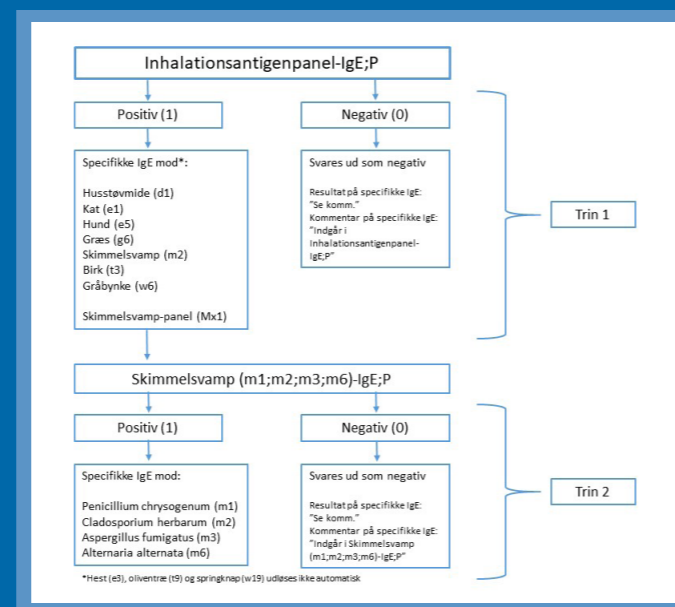 Inhalationsantigenpanel-IgE;P
Positiv (1)
Negativ (0)
Specifikke IgE mod*:
Husstøvmide (d1)
Kat (e1)
Hund (e5)
Græs (g6)
Skimmelsvamp (m2)
Birk (t3)
Gråbynke (w6)
Skimmelsvamp-panel (Mx1)
Svares ud som negativ
Resultat på specifikke IgE:
"Se komm."
Kommentar på specifikke IgE:
"Indgår i
Inhalationsantigenpanel-
IgE;P"
Trin 1
Skimmelsvamp (m1;m2;m3;m6)-IgE;P
Positiv (1)
Negativ (0)
Specifikke IgE mod:
Penicillium chrysogenum (m1)
Cladosporium herbarum (m2)
Aspergillus fumigatus (m3)
Alternaria alternata (m6)
Svares ud som negativ
Resultat på specifikke IgE:
"Se komm."
Kommentar på specifikke IgE:
"Indgår i Skimmelsvamp
(m1;m2;m3;m6)-IgE;P"
Trin 2
*Hest (e3), oliventræ (t9) og springknap (w19) udløses ikke automatisk